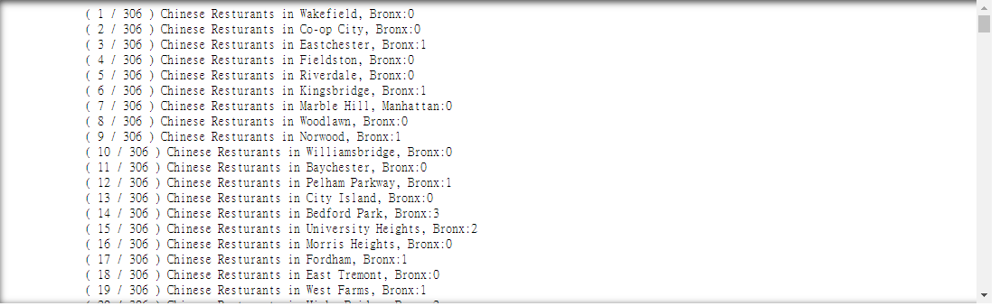 ( 1 / 306 ) Chinese Resturants in Wakefield, Bronx:0
( 2 / 306 ) Chinese Resturants in Co-op City, Bronx:0
( 3 / 306 ) Chinese Resturants in Eastchester, Bronx:1
( 4 / 306 ) Chinese Resturants in Fieldston, Bronx:0
( 5 / 306 ) Chinese Resturants in Riverdale, Bronx:0
( 6 / 306 ) Chinese Resturants in Kingsbridge, Bronx:1
( 7 / 306 ) Chinese Resturants in Marble Hill, Manhattan:0
( 8 / 306 ) Chinese Resturants in Woodlawn, Bronx:0
( 9 / 306 ) Chinese Resturants in Norwood, Bronx:1
( 10 / 306 ) Chinese Resturants in Williamsbridge, Bronx:0
( 11 / 306 ) Chinese Resturants in Baychester, Bronx:0
( 12 / 306 ) Chinese Resturants in Pelham Parkway, Bronx:1
( 13 / 306 ) Chinese Resturants in City Island, Bronx:0
( 14 / 306 ) Chinese Resturants in Bedford Park, Bronx:3
( 15 / 306 ) Chinese Resturants in University Heights, Bronx:2
( 16 / 306 ) Chinese Resturants in Morris Heights, Bronx:0
( 17 / 306 ) Chinese Resturants in Fordham, Bronx:1
( 18 / 306 ) Chinese Resturants in East Tremont, Bronx:0
( 19 / 306 ) Chinese Resturants in West Farms, Bronx:1